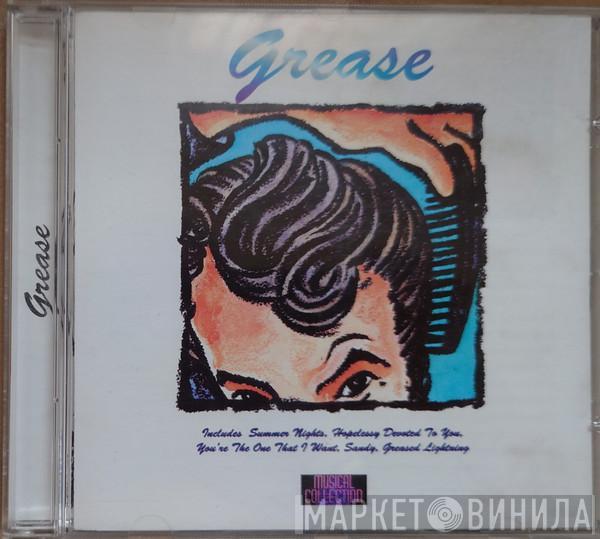 Grease
Grease
Includes Summer Nights, Hopelessy Devoted To You,
You're The One That I Want, Sandy, Greased Lightning
MUSICAL
COLLECTION
МАРКЕТ ВИНИЛА